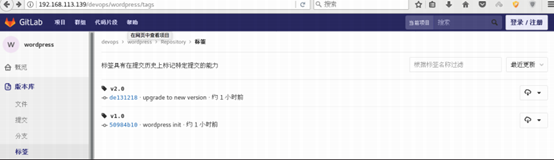 192.168.113.139/devops/wordpress/tags
搜索
GitLab 项目 群组 代码片段 帮助 当前项目 搜索 登录 / 注册
在网页中查看项目
W wordpress
devops › wordpress › Repository › 标签
概览
标签具有在提交历史上标记特定提交的能力
按标签名称过滤
最近更新
版本库
v2.0
de131218 · upgrade to new version · 约 1 小时前
文件
提交
v1.0
50984b10 · wordpress init · 约 1 小时前
分支
标签